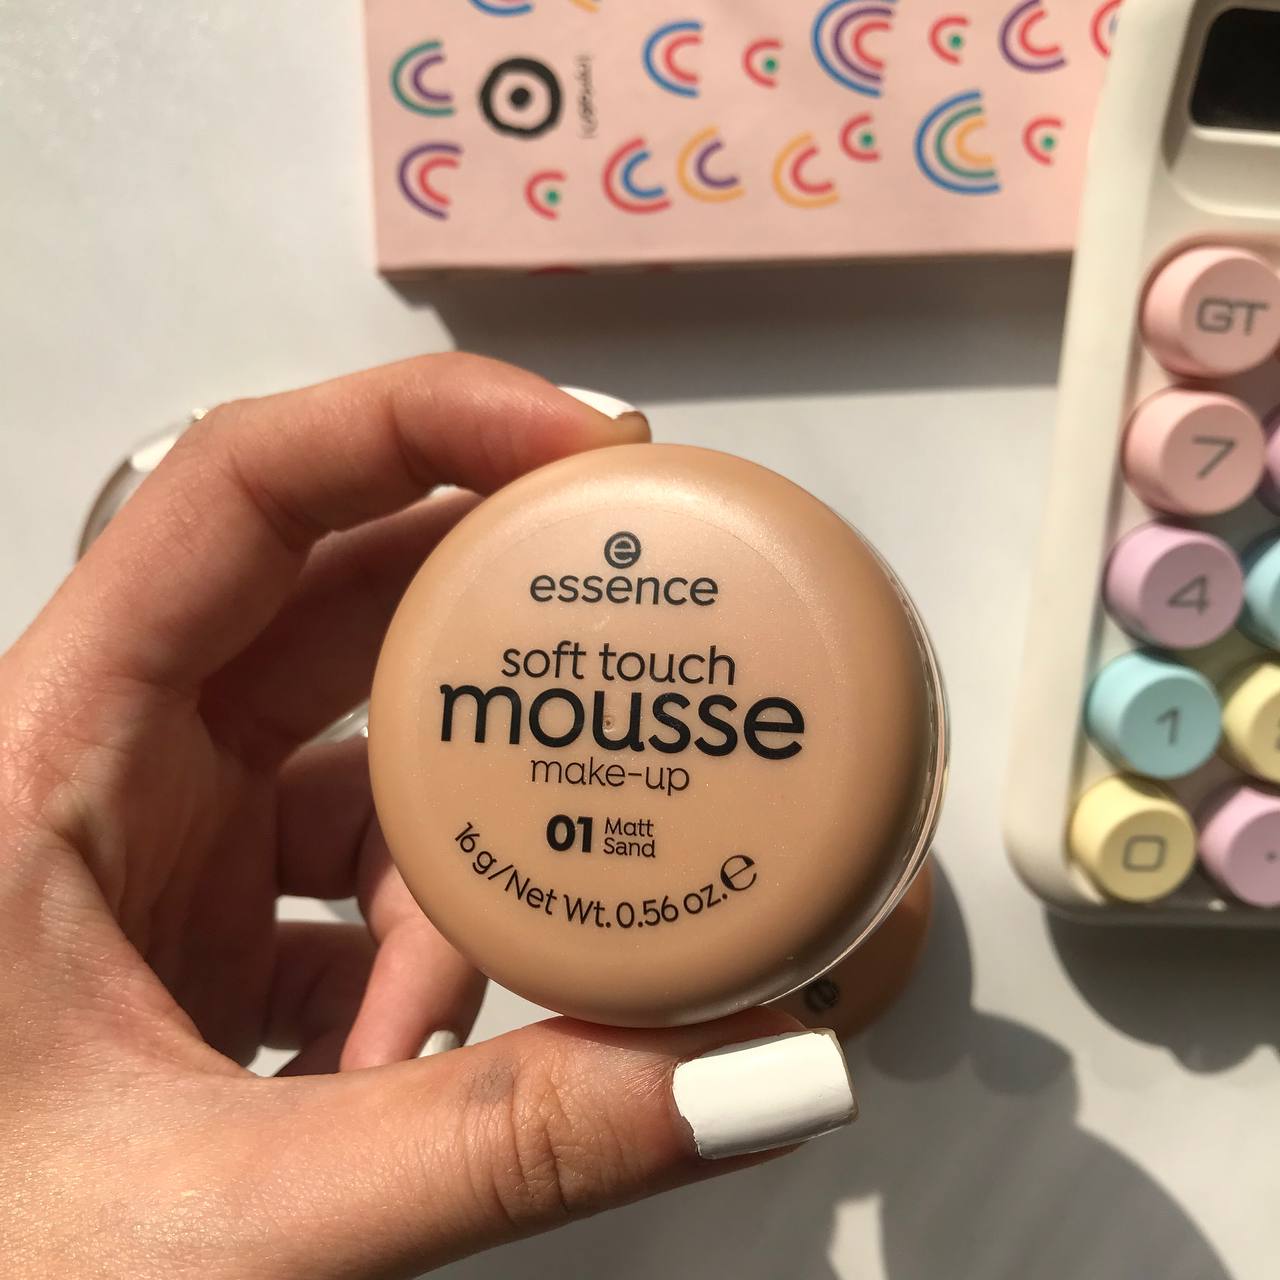 e
essence
soft touch
mousse
make-up
01 Matt
Sand
16 g/Net Wt. 0.56 oz. e
GT
7
4
1
0